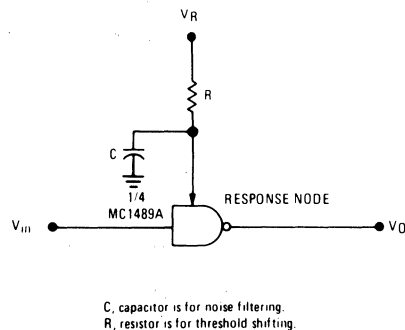 VR
R
C
1/4
MC1489A
RESPONSE NODE
Vin
VO
C, capacitor is for noise filtering.
R, resistor is for threshold shifting.